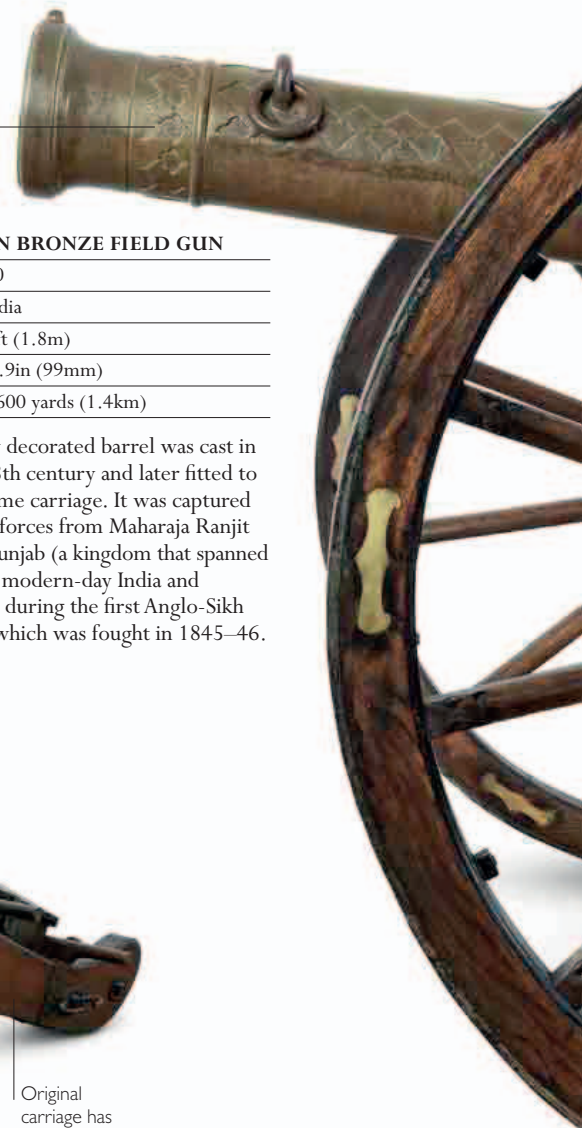 N BRONZE FIELD GUN
0
dia
ft (1.8m)
.9in (99mm)
600 yards (1.4km)
decorated barrel was cast in
8th century and later fitted to
me carriage. It was captured
forces from Maharaja Ranjit
unjab (a kingdom that spanned
modern-day India and
during the first Anglo-Sikh
which was fought in 1845–46.
Original
carriage has